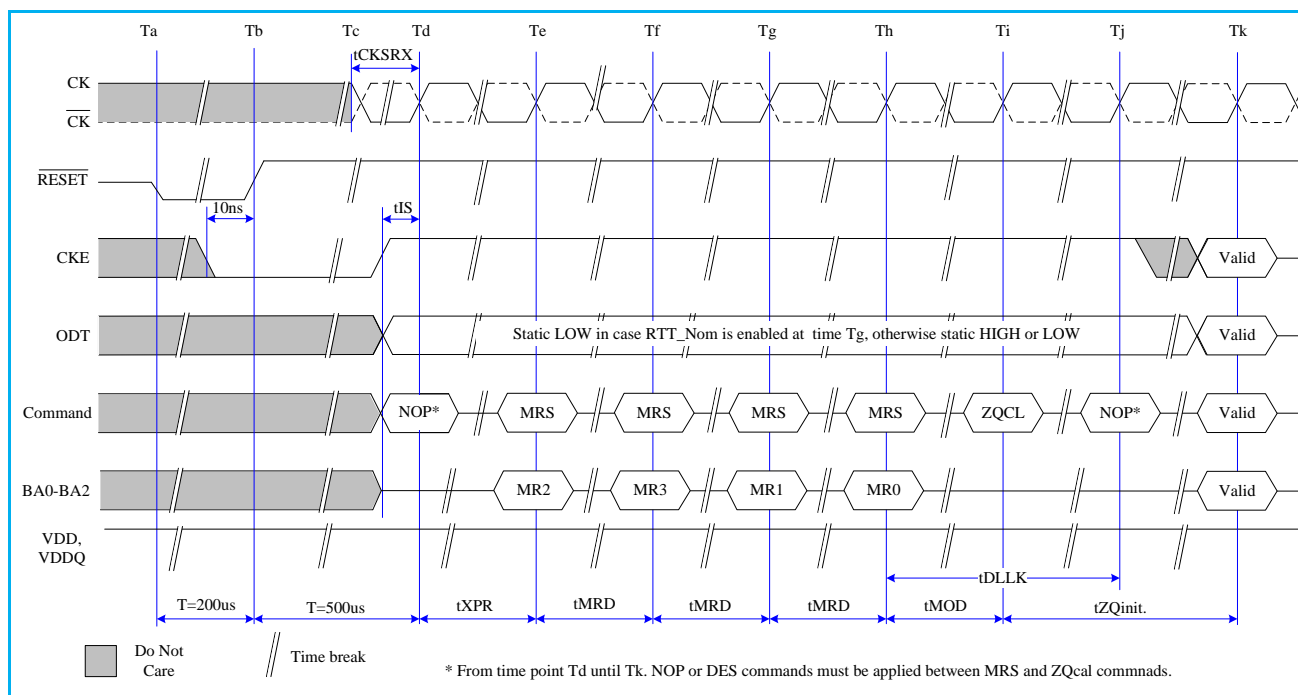 Ta Tb Tc Td Te Tf Tg Th Ti Tj Tk
tCKSRX
CK
CK
RESET
10ns
tIS
CKE
Valid
ODT
Static LOW in case RTT_Nom is enabled at time Tg, otherwise static HIGH or LOW
Valid
Command
NOP* MRS MRS MRS MRS ZQCL NOP* Valid
BA0-BA2
MR2 MR3 MR1 MR0 Valid
VDD,
VDDQ
tDLLK
T=200us T=500us tXPR tMRD tMRD tMRD tMOD tZQinit.
Do Not
Care
Time break
* From time point Td until Tk. NOP or DES commands must be applied between MRS and ZQcal commnads.